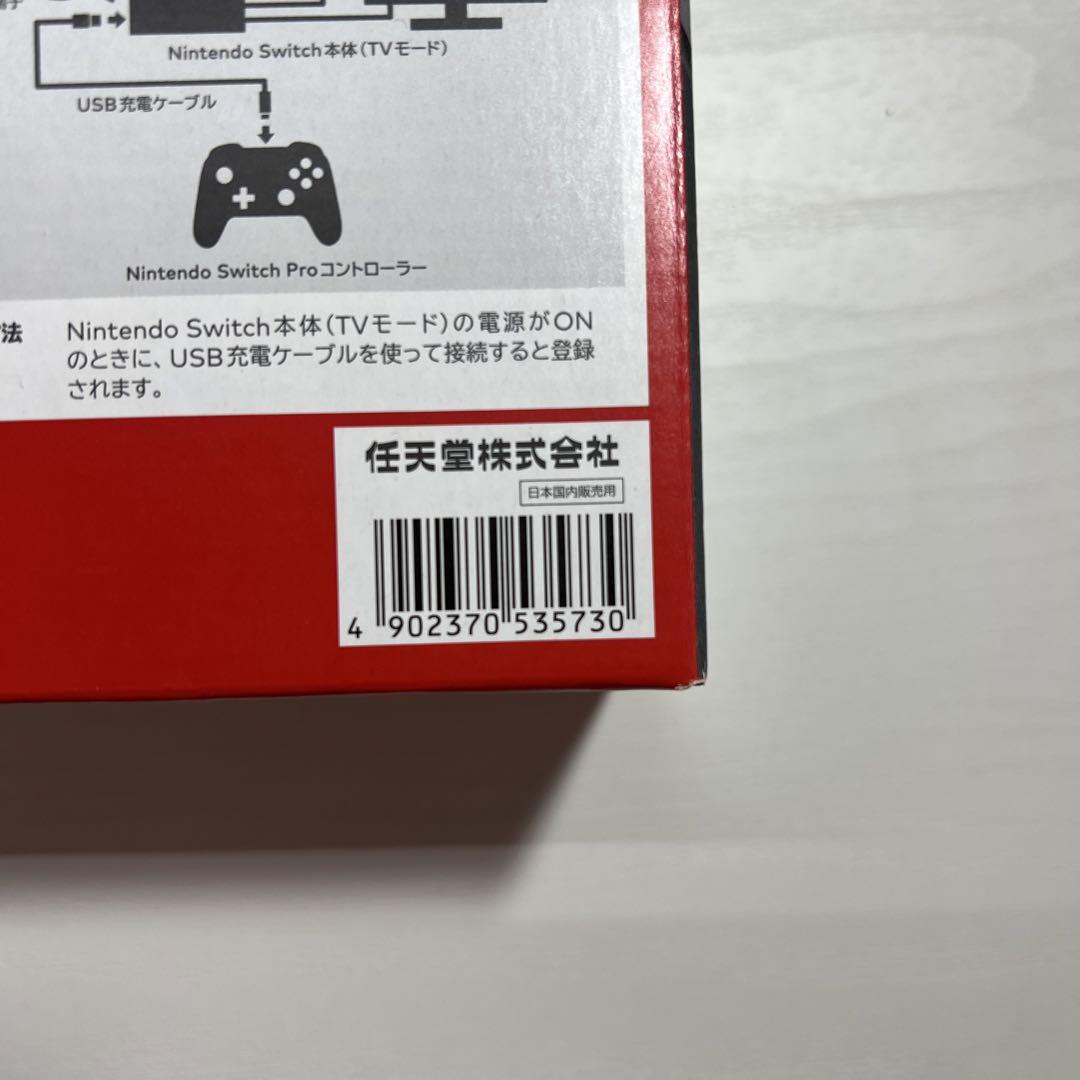 Nintendo Switch本体(TVモード)
USB充電ケーブル
Nintendo Switch Proコントローラー
法
Nintendo Switch本体(TVモード)の電源がON
のときに、USB充電ケーブルを使って接続すると登録
されます。
任天堂株式会社
日本国内販売用
4 902370 535730